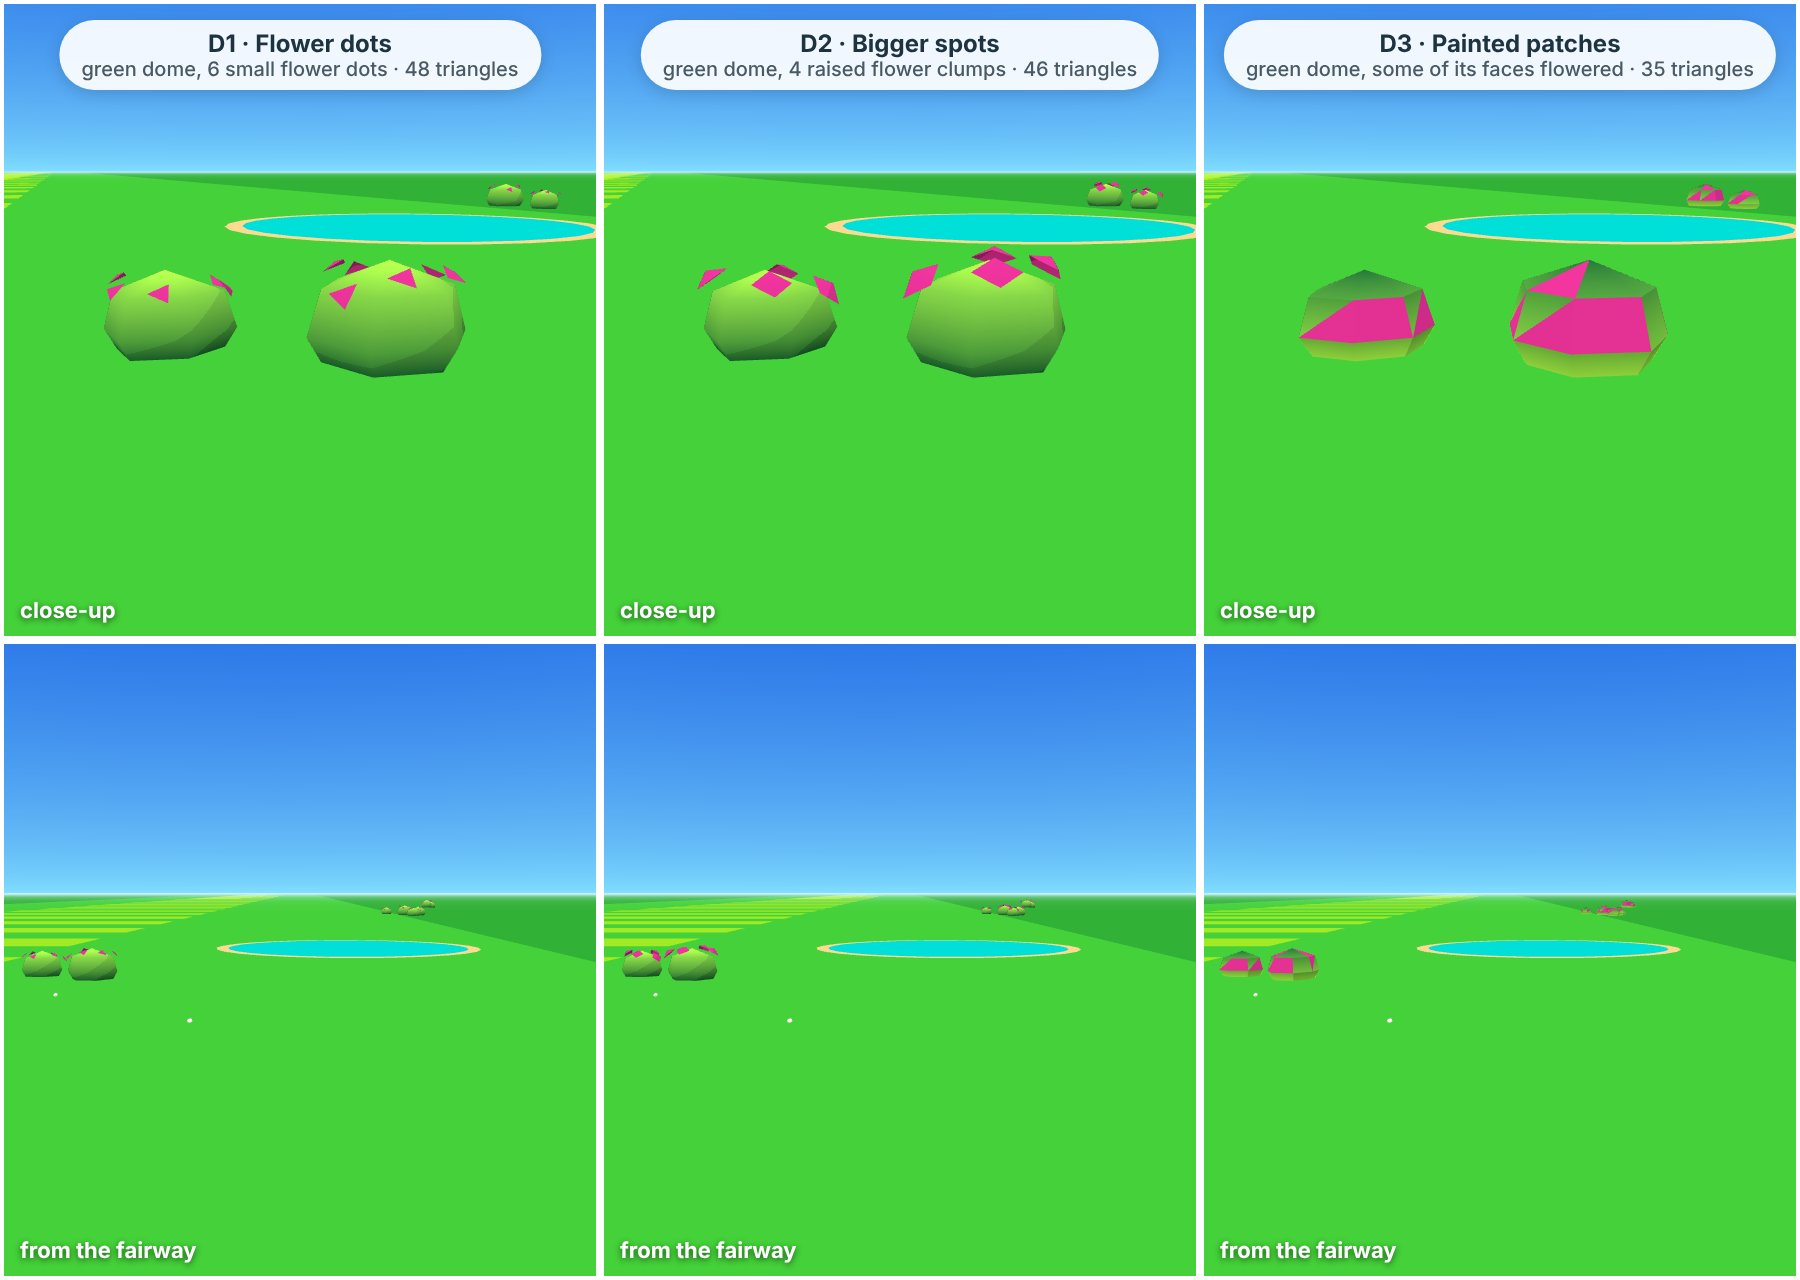 D1 · Flower dots
green dome, 6 small flower dots · 48 triangles
D2 · Bigger spots
green dome, 4 raised flower clumps · 46 triangles
D3 · Painted patches
green dome, some of its faces flowered · 35 triangles
close-up
close-up
close-up
from the fairway
from the fairway
from the fairway